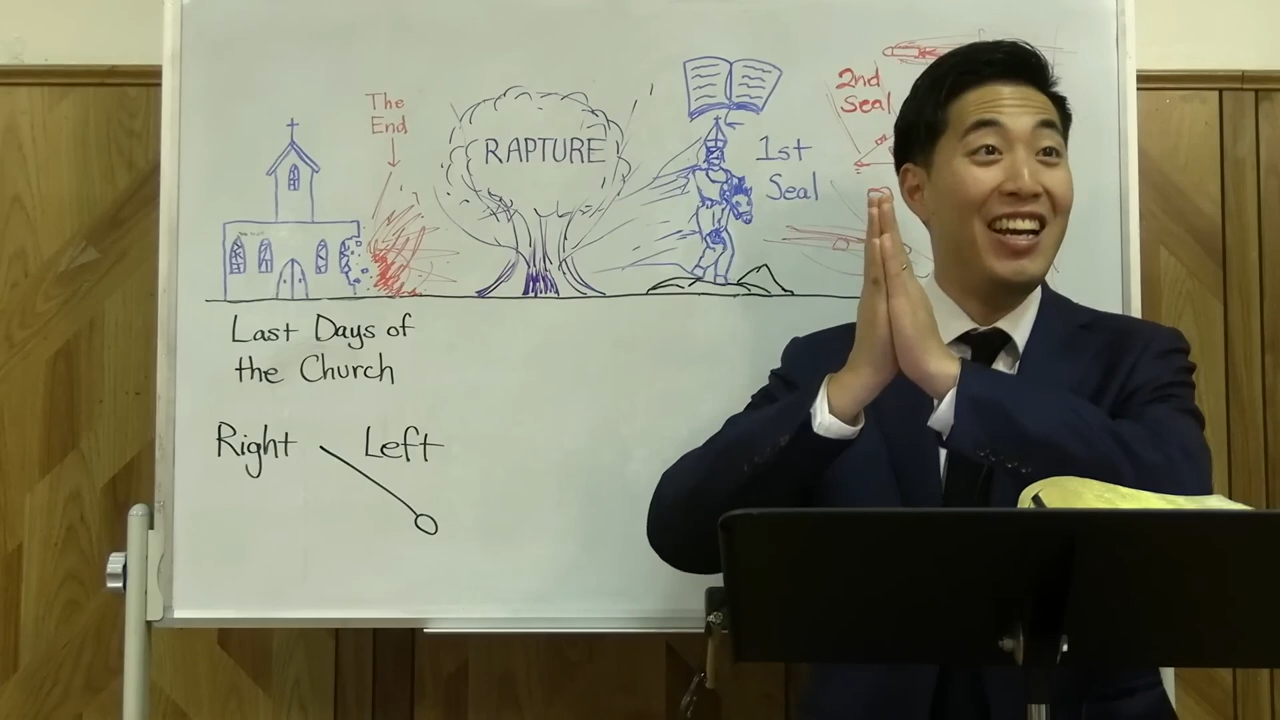 The
End
RAPTURE
1st
Seal
2nd
Seal
Last Days of
the Church
Right
Left